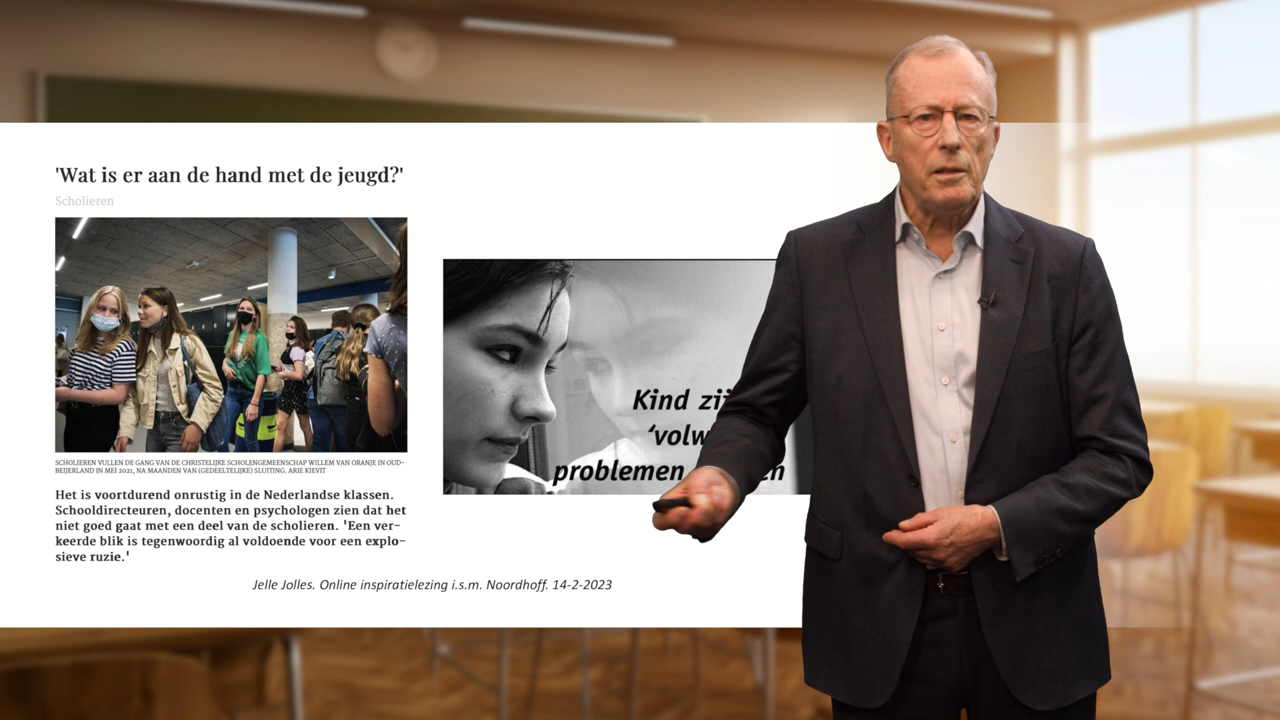 'Wat is er aan de hand met de jeugd?'
Scholieren
SCHOLIEREN VULLEN DE GANG VAN DE CHRISTELIJKE SCHOLENGEMEENSCHAP WILLEM VAN ORANJE IN OUD-
BEIJERLAND IN MEI 2021, NA MAANDEN VAN (GEDEELTELIJKE) SLUITING. ARIE KIEVIT
Het is voortdurend onrustig in de Nederlandse klassen.
Schooldirecteuren, docenten en psychologen zien dat het
niet goed gaat met een deel van de scholieren. 'Een ver-
keerde blik is tegenwoordig al voldoende voor een explo-
sieve ruzie.'
Kind
problemen
Jelle Jolles. Online inspiratielezing i.s.m. Noordhoff. 14-2-2023